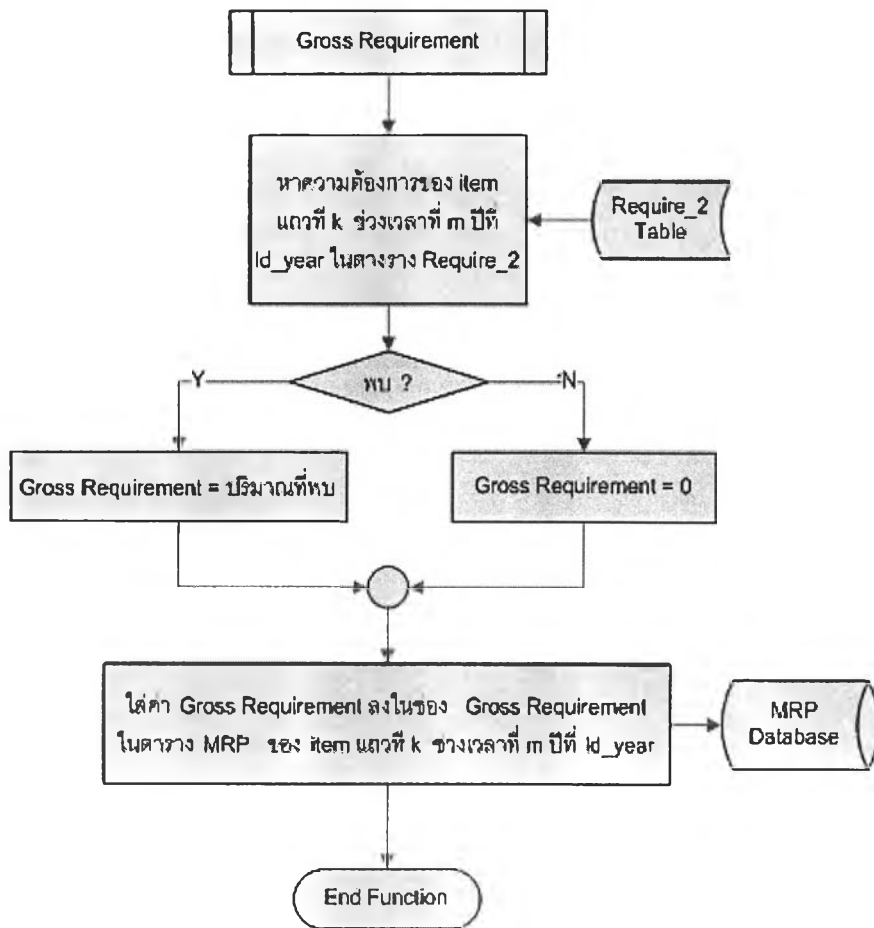 Gross Requirement
หาความต้องการของ item
แถวที่ k ช่วงเวลาที่ m ปีที่
Id_year ในตางราง Require_2
Require_2
Table
พบ ?
Y
N
Gross Requirement = ปริมาณที่พบ
Gross Requirement = 0
ใส่ค่า Gross Requirement ลงในช่อง Gross Requirement
ในตาราง MRP ของ item แถวที่ k ช่วงเวลาที่ m ปีที่ Id_year
MRP
Database
End Function